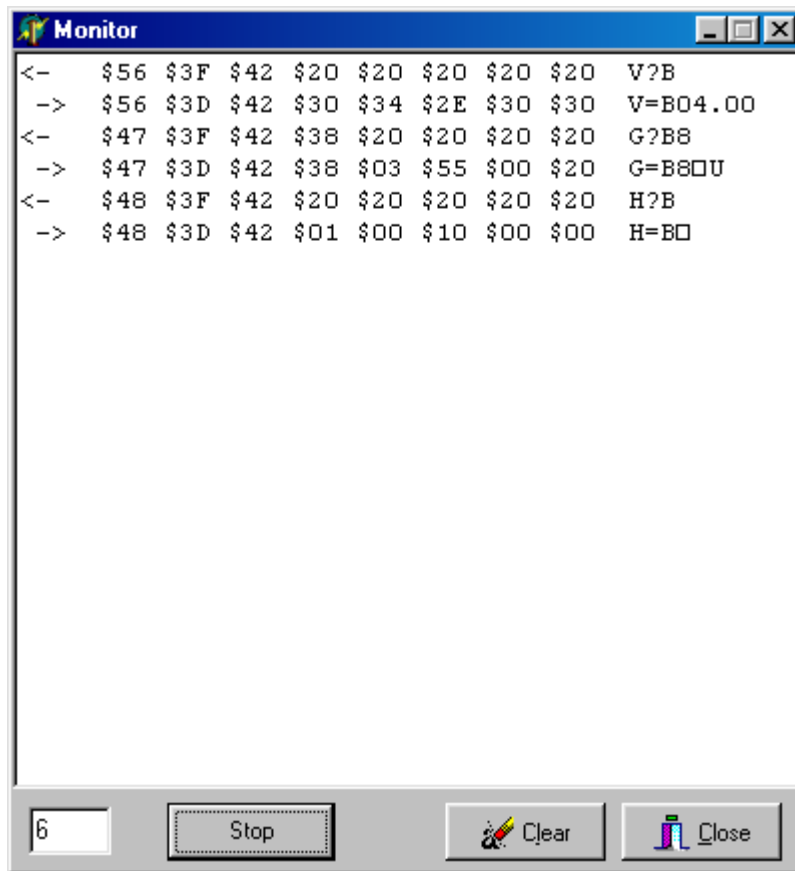 Monitor
<- $56 $3F $42 $20 $20 $20 $20 $20 V?B
-> $56 $3D $42 $30 $34 $2E $30 $30 V=B04.00
<- $47 $3F $42 $38 $20 $20 $20 $20 G?B8
-> $47 $3D $42 $38 $03 $55 $00 $20 G=B8□U
<- $48 $3F $42 $20 $20 $20 $20 $20 H?B
-> $48 $3D $42 $01 $00 $10 $00 $00 H=B□
6 Stop Clear Close